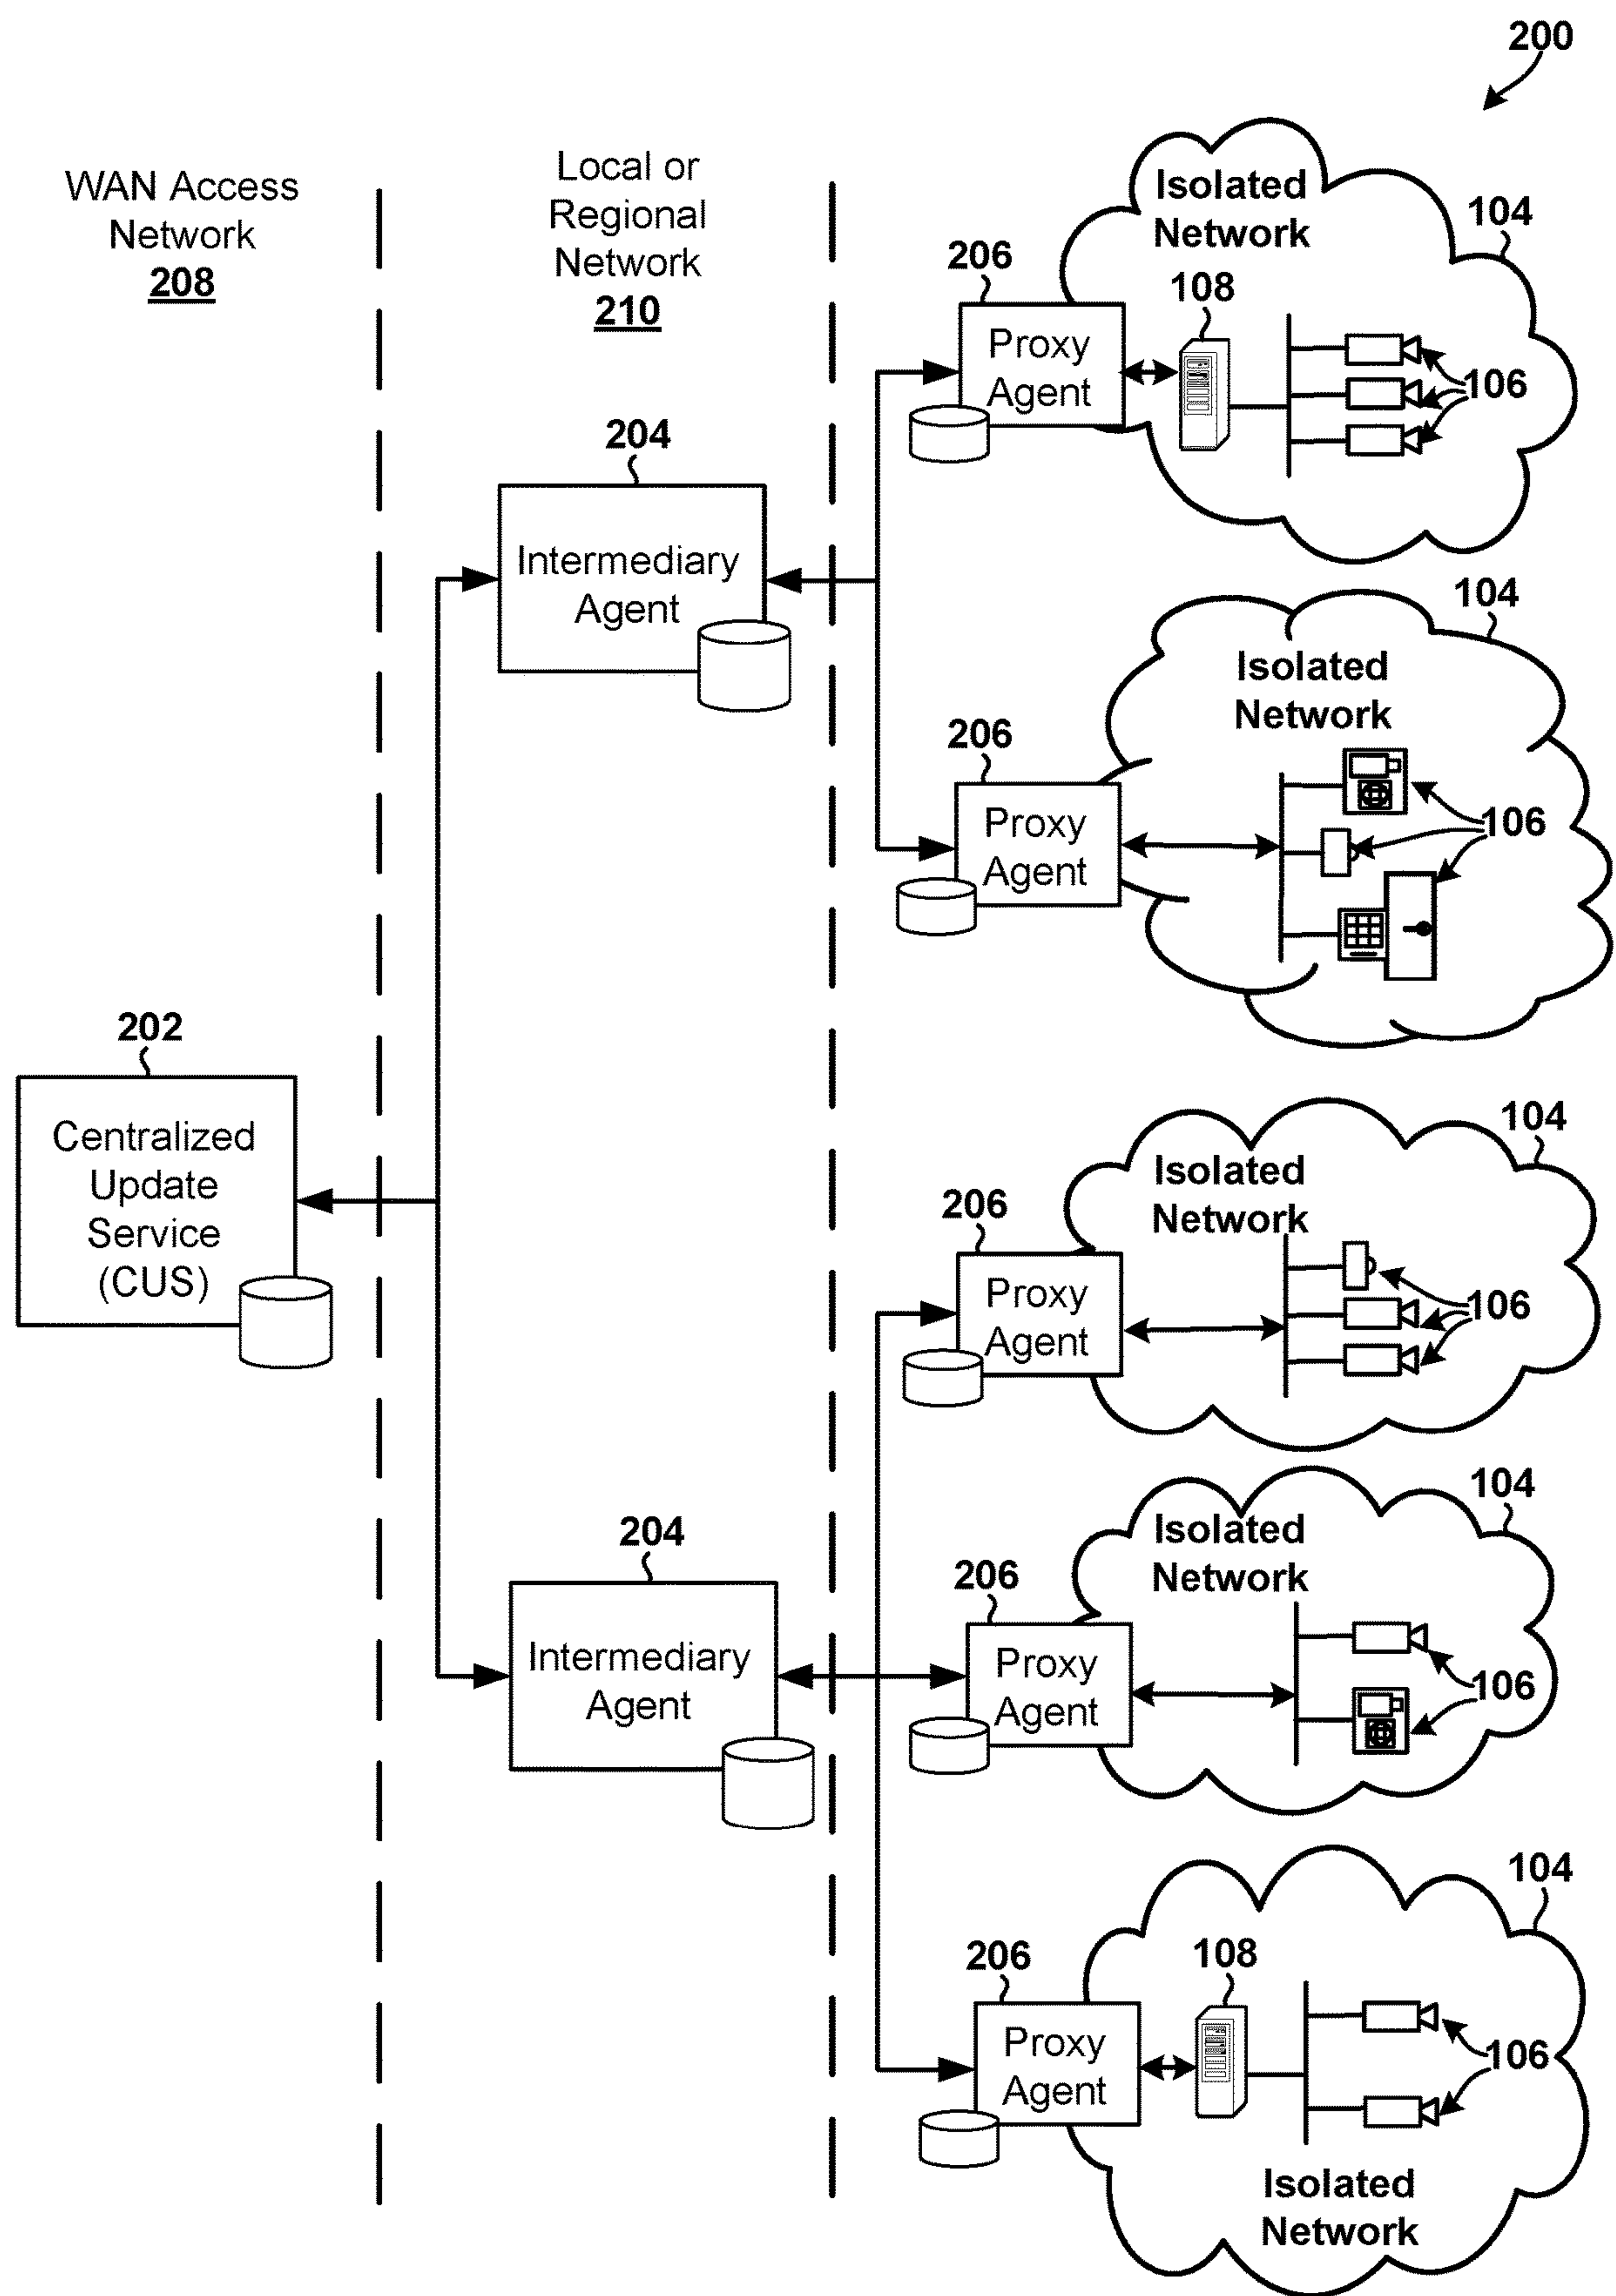 200
WAN Access
Network
208
Local or
Regional
Network
210
Isolated
Network
104
206
108
Proxy
Agent
106
204
Intermediary
Agent
104
Isolated
Network
206
Proxy
Agent
106
202
Centralized
Update
Service
(CUS)
104
Isolated
Network
206
Proxy
Agent
106
204
Intermediary
Agent
104
Isolated
Network
206
Proxy
Agent
106
104
206
108
Proxy
Agent
106
Isolated
Network